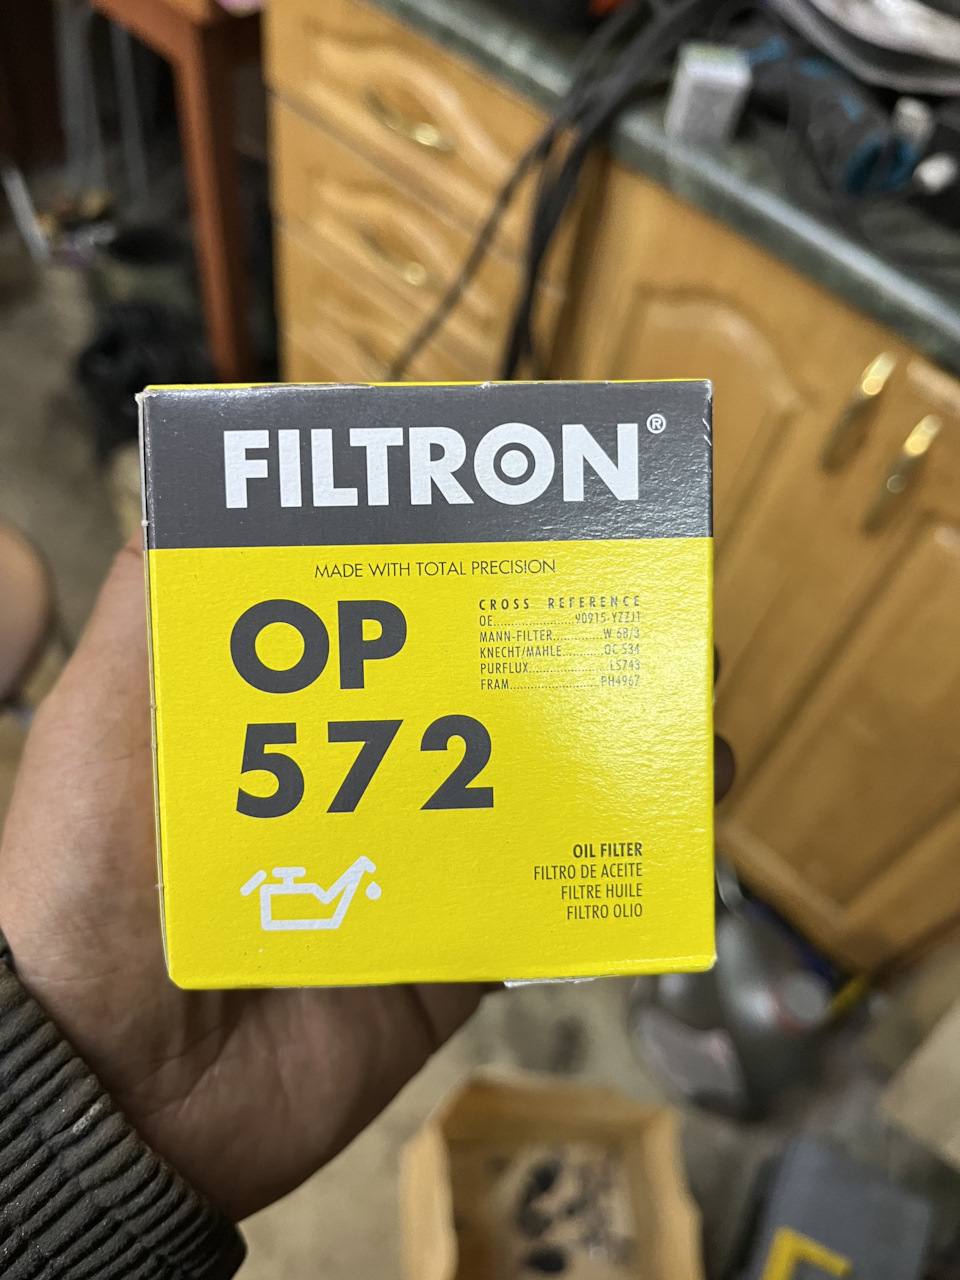 FILTRON®
MADE WITH TOTAL PRECISION
OP
572
CROSS REFERENCE
OE......................90915-YZZJ1
MANN-FILTER.............W 68/3
KNECHT/MAHLE..........OC 534
PURFLUX......................LS743
FRAM.........................PH4967
OIL FILTER
FILTRO DE ACEITE
FILTRE HUILE
FILTRO OLIO